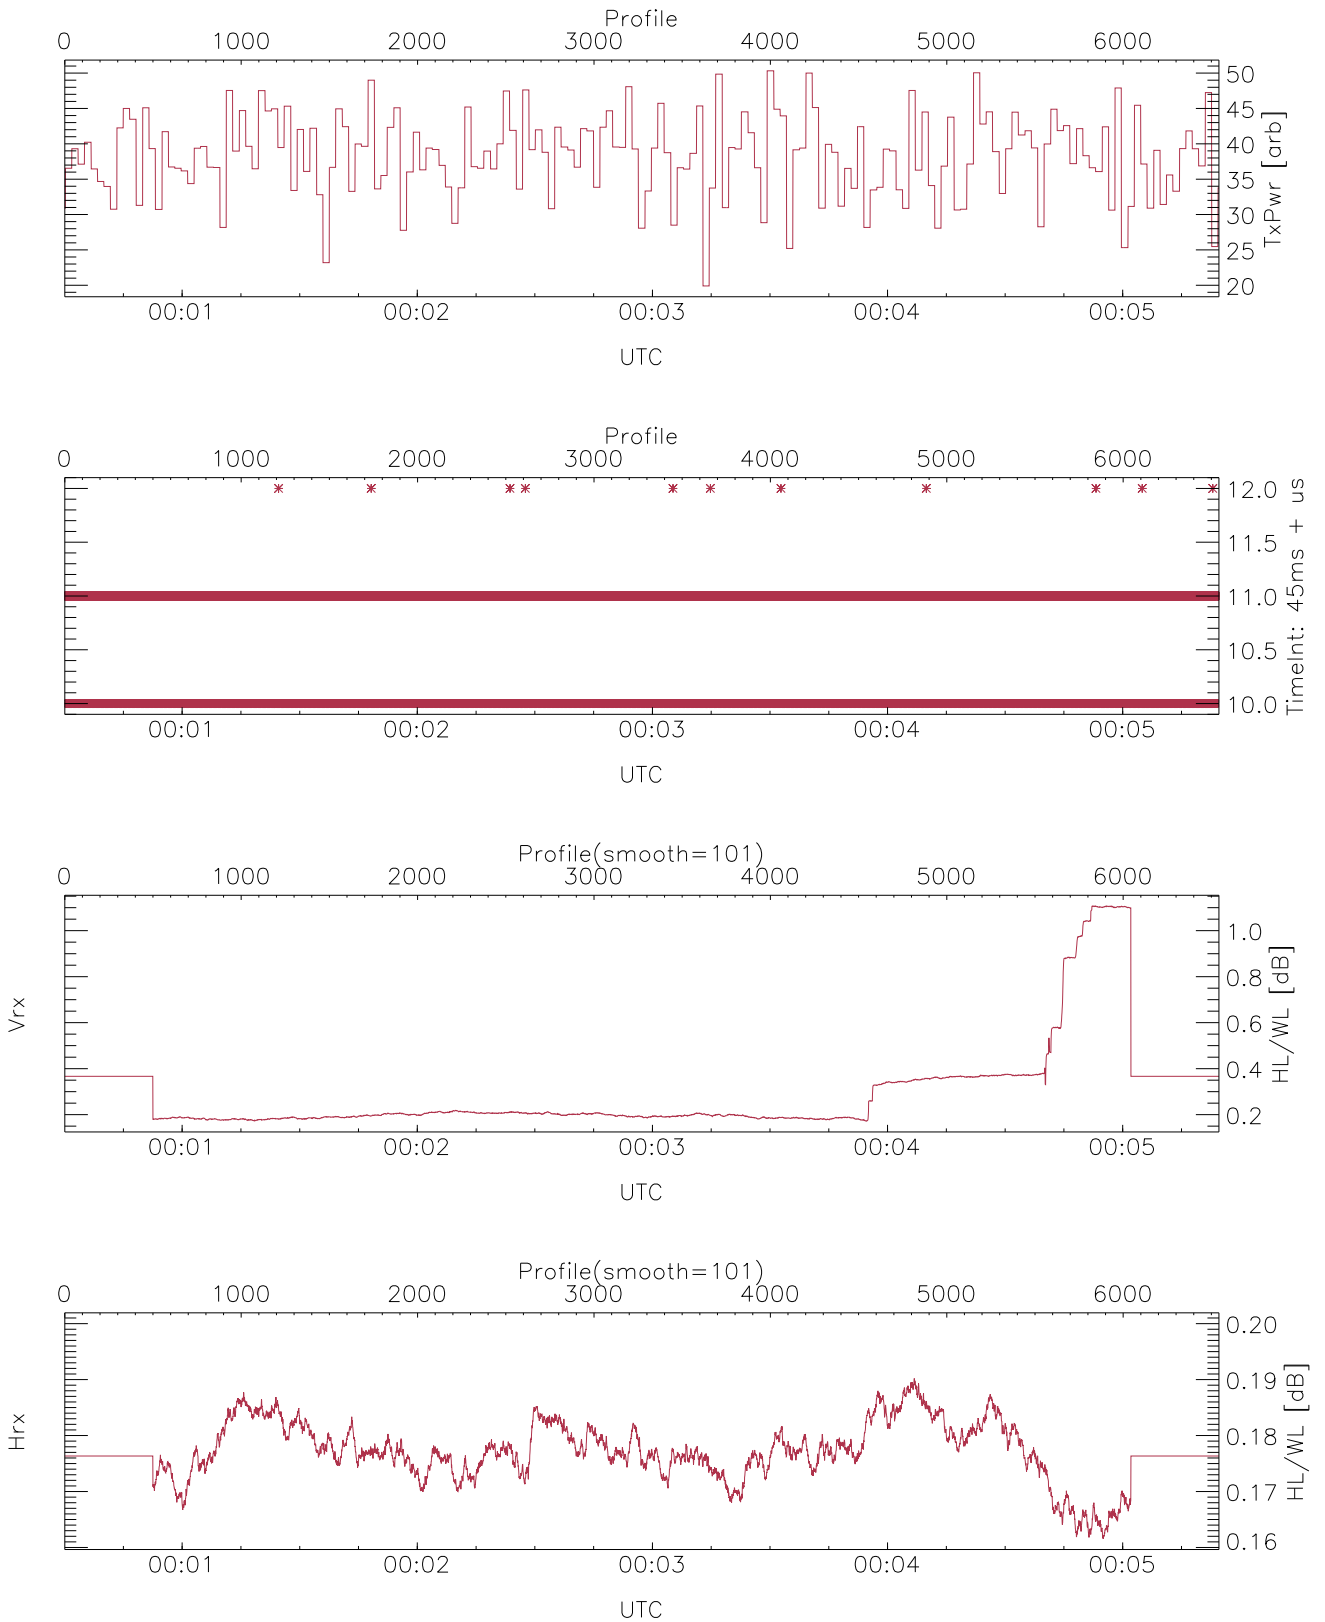 Profile
0 1000 2000 3000 4000 5000 6000
50
45
40
35
30
25
20
TxPwr [arb]
00:01 00:02 00:03 00:04 00:05
UTC
Profile
0 1000 2000 3000 4000 5000 6000
12.0
11.5
11.0
10.5
10.0
TimeInt: 45ms + us
00:01 00:02 00:03 00:04 00:05
UTC
Profile(smooth=101)
0 1000 2000 3000 4000 5000 6000
Vrx
1.0
0.8
0.6
0.4
0.2
HL/WL [dB]
00:01 00:02 00:03 00:04 00:05
UTC
Profile(smooth=101)
0 1000 2000 3000 4000 5000 6000
Hrx
0.20
0.19
0.18
0.17
0.16
HL/WL [dB]
00:01 00:02 00:03 00:04 00:05
UTC